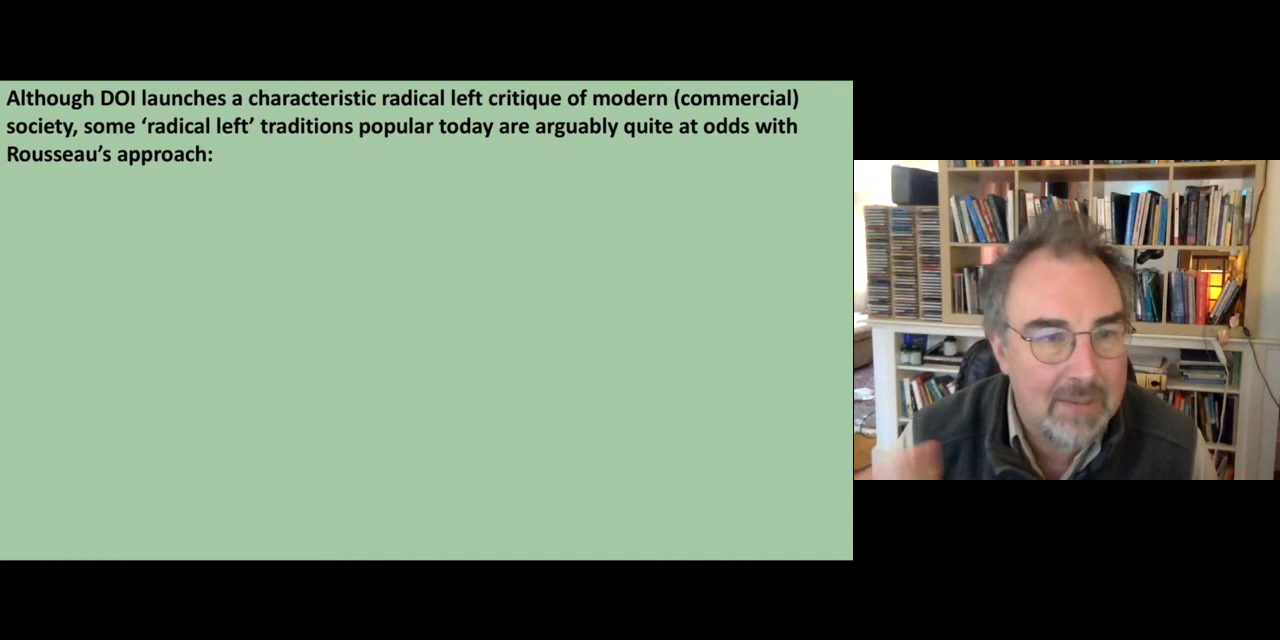 Although DOI launches a characteristic radical left critique of modern (commercial)
society, some ‘radical left’ traditions popular today are arguably quite at odds with
Rousseau’s approach: